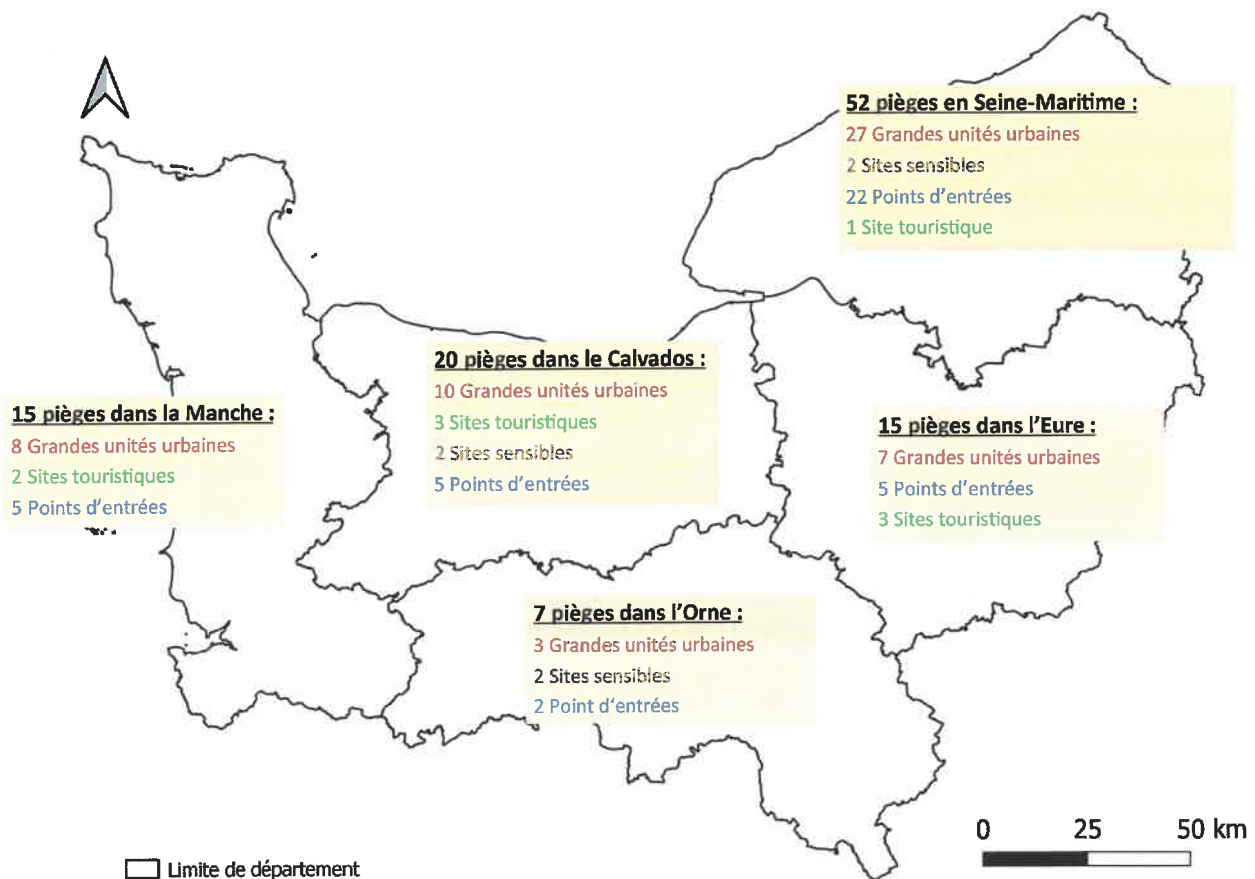 52 pièges en Seine-Maritime :
27 Grandes unités urbaines
2 Sites sensibles
22 Points d'entrées
1 Site touristique
20 pièges dans le Calvados :
10 Grandes unités urbaines
3 Sites touristiques
2 Sites sensibles
5 Points d'entrées
15 pièges dans la Manche :
8 Grandes unités urbaines
2 Sites touristiques
5 Points d'entrées
15 pièges dans l'Eure :
7 Grandes unités urbaines
5 Points d'entrées
3 Sites touristiques
7 pièges dans l'Orne :
3 Grandes unités urbaines
2 Sites sensibles
2 Point d'entrées
0 25 50 km
Limite de département